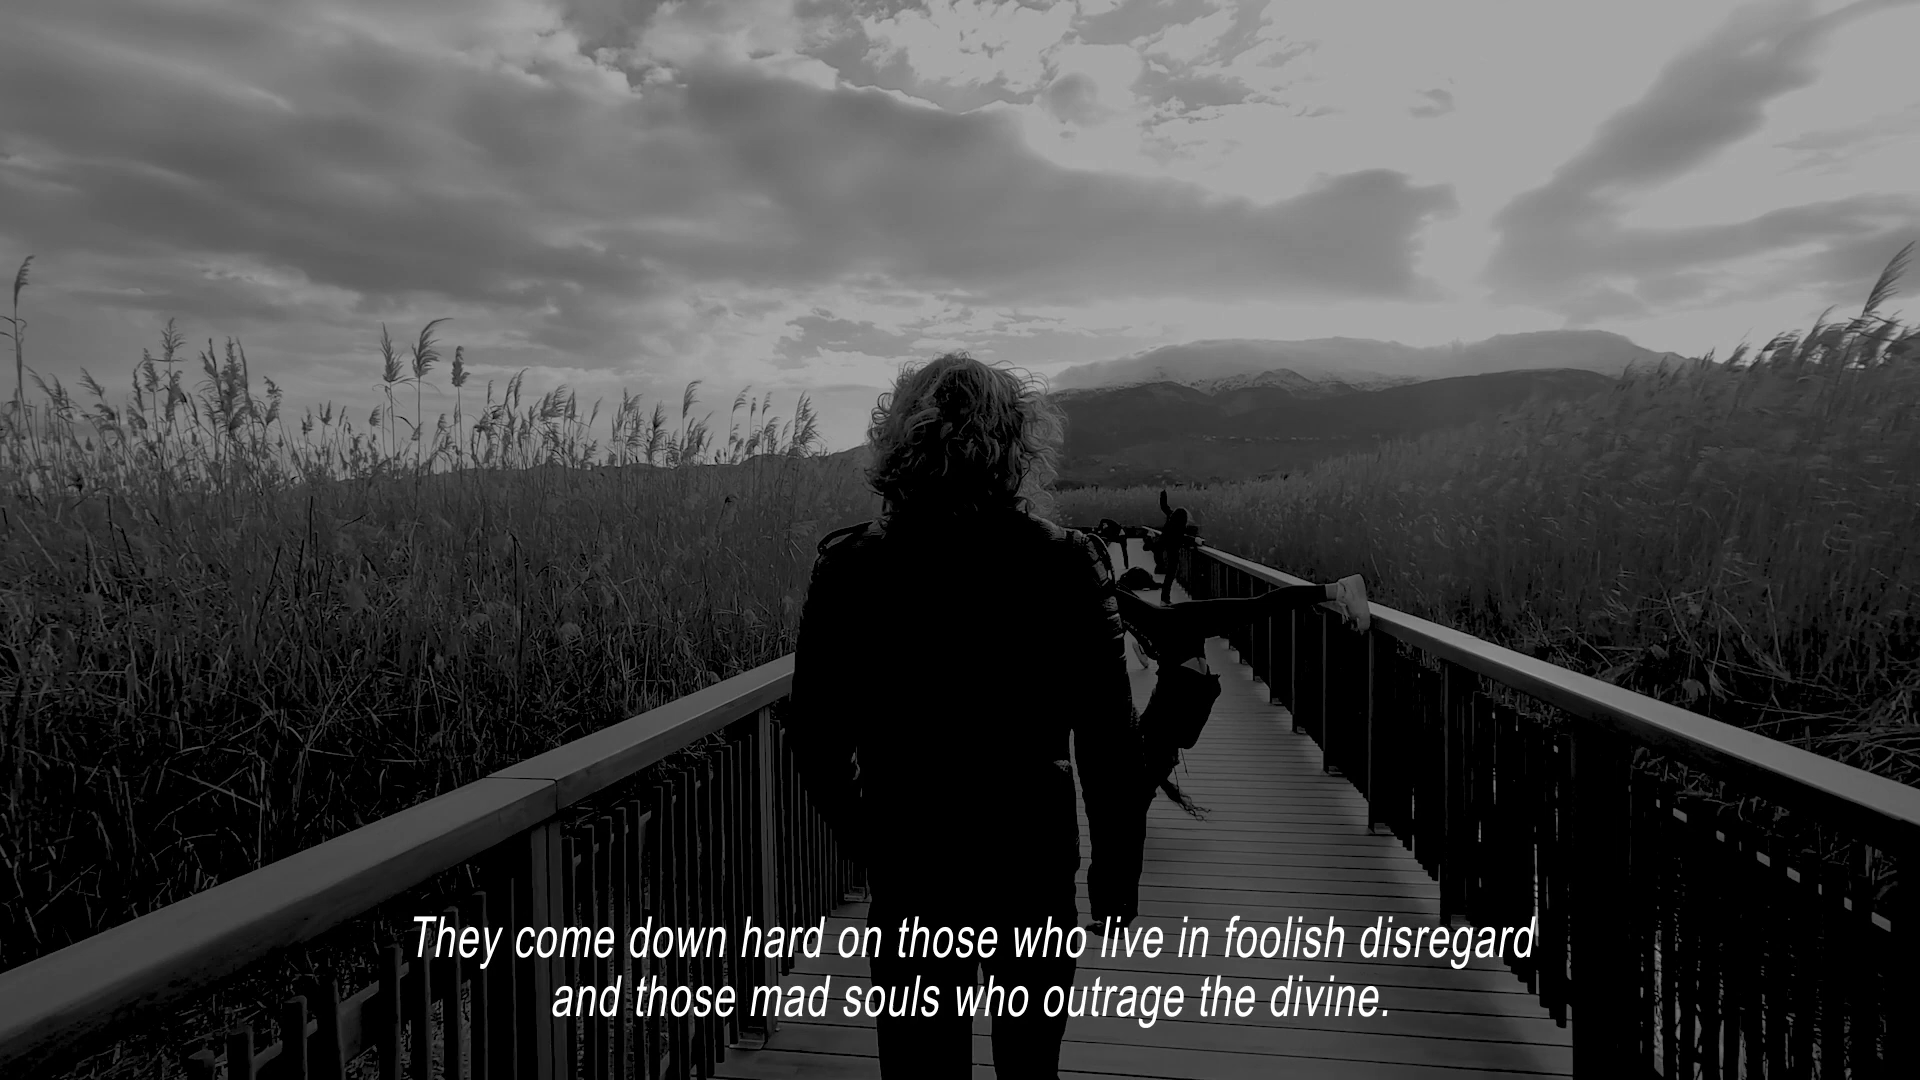 They come down hard on those who live in foolish disregard
and those mad souls who outrage the divine.